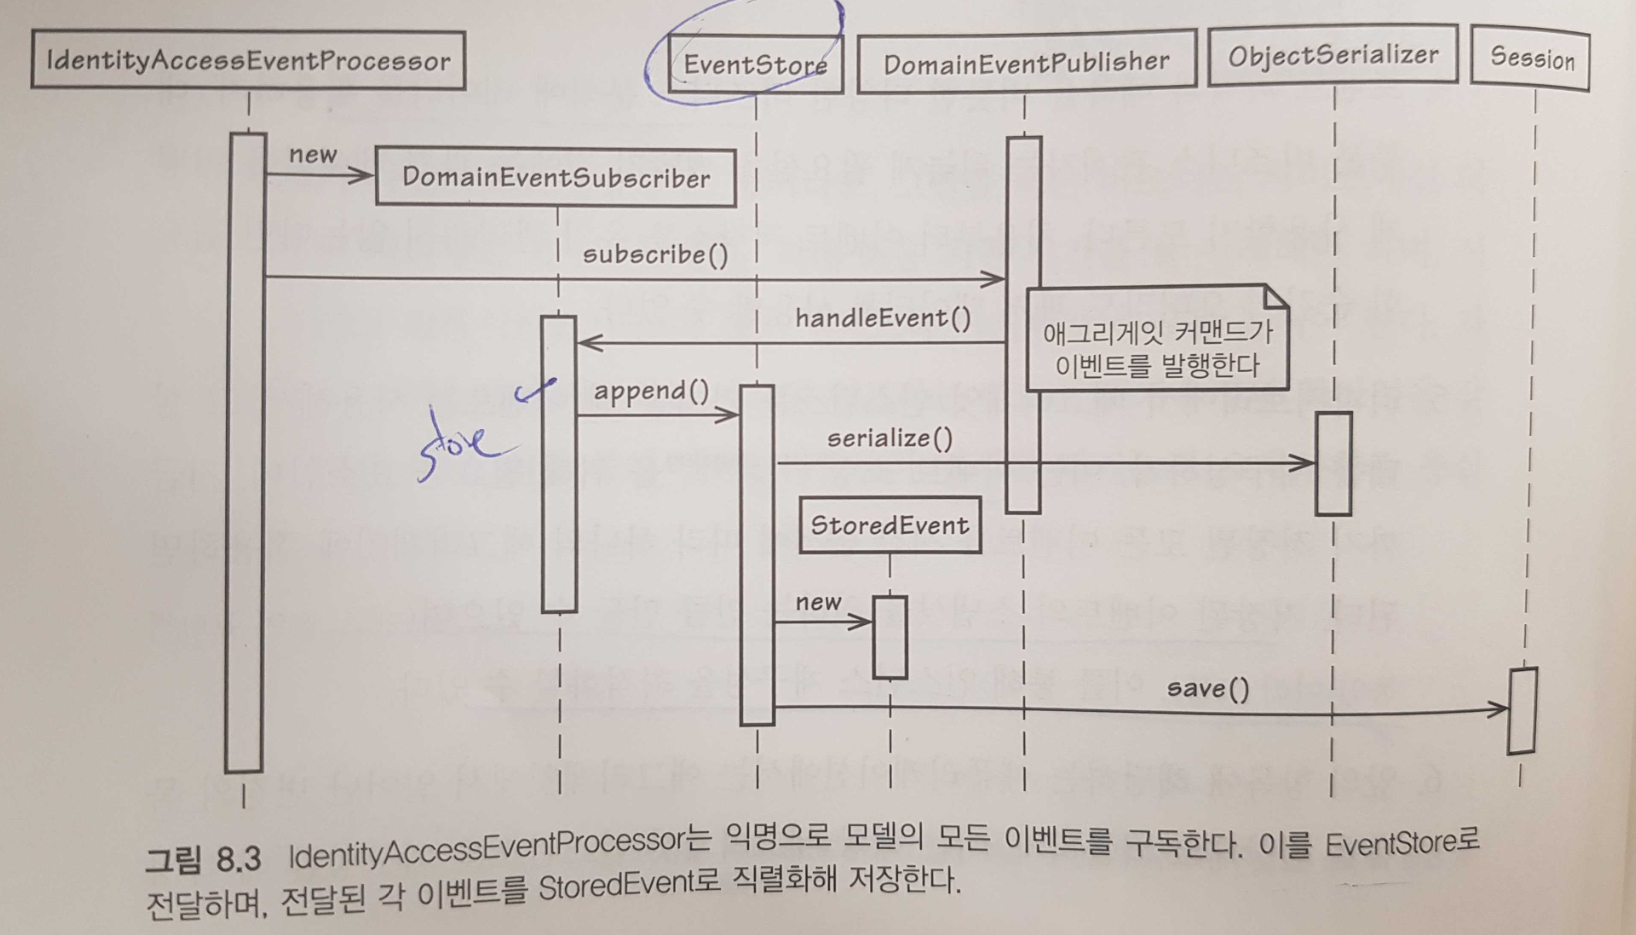 IdentityAccessEventProcessor
EventStore
DomainEventPublisher
ObjectSerializer
Session
new
DomainEventSubscriber
subscribe()
handleEvent()
애그리게잇 커맨드가
이벤트를 발행한다
append()
store
serialize()
StoredEvent
new
save()
그림 8.3 IdentityAccessEventProcessor는 익명으로 모델의 모든 이벤트를 구독한다. 이를 EventStore로
전달하며, 전달된 각 이벤트를 StoredEvent로 직렬화해 저장한다.